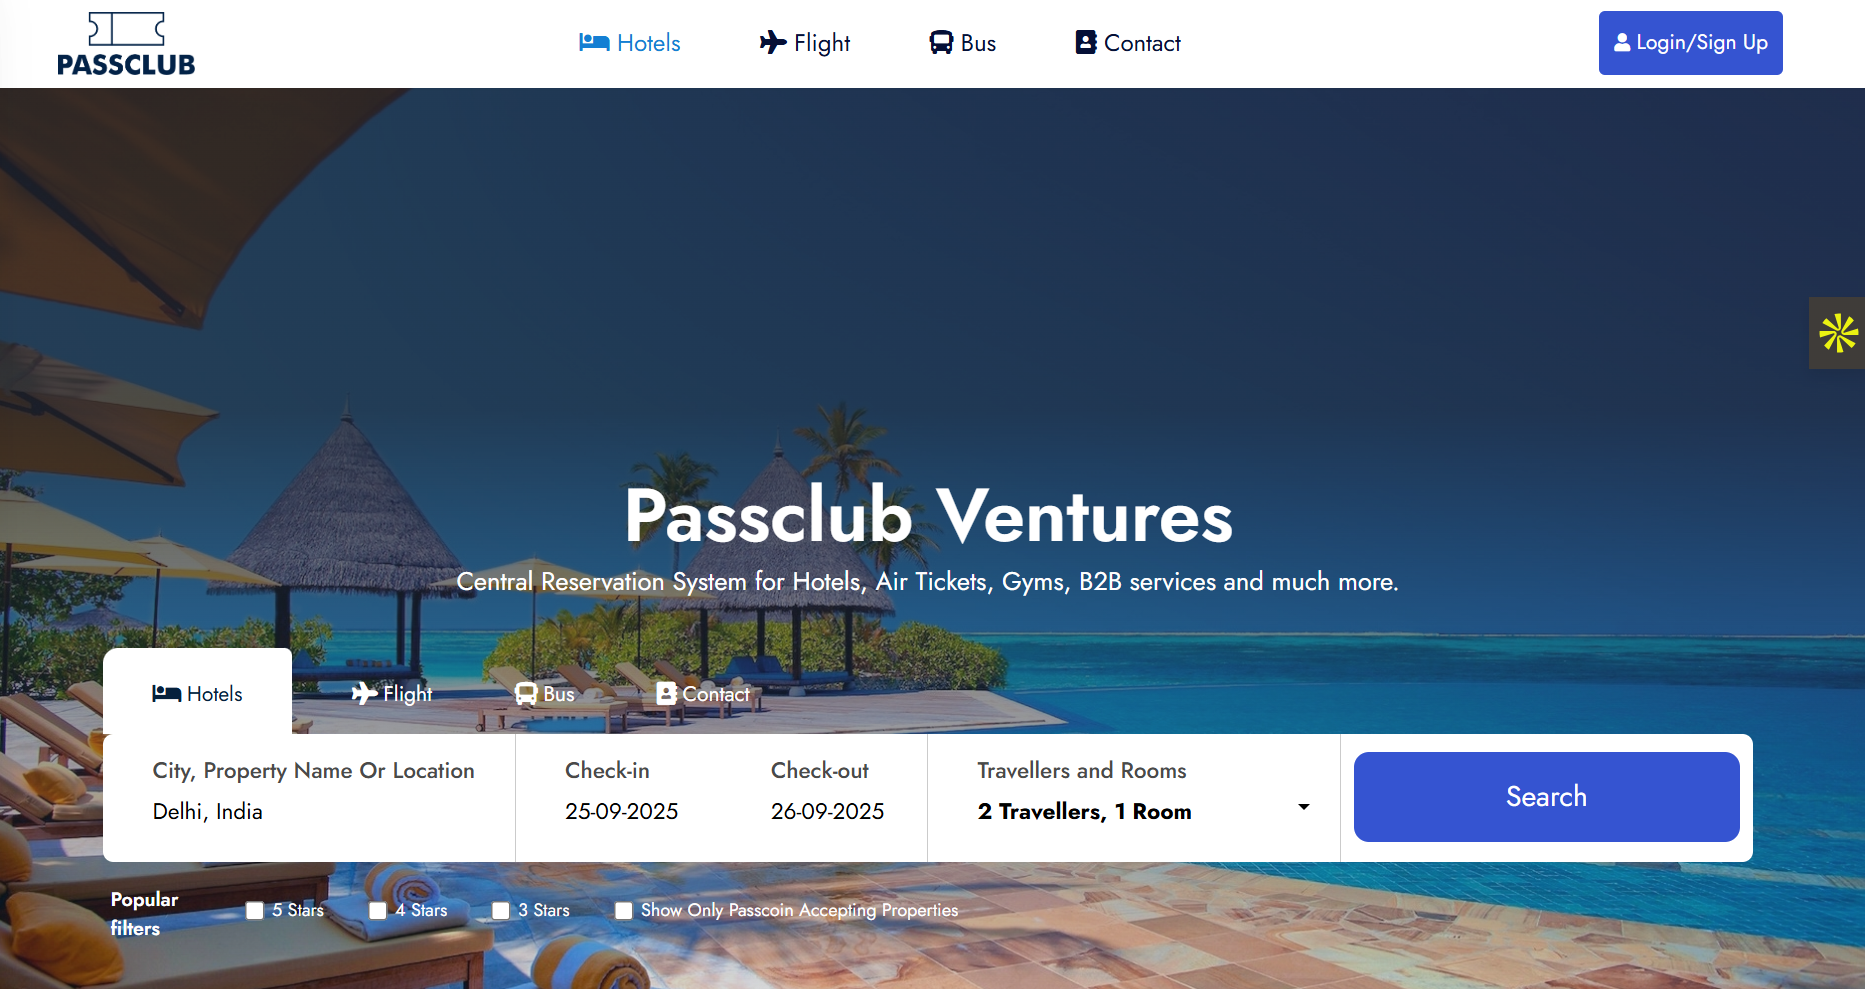 PASSCLUB
Hotels
Flight
Bus
Contact
Login/Sign Up
Passclub Ventures
Central Reservation System for Hotels, Air Tickets, Gyms, B2B services and much more.
Hotels
Flight
Bus
Contact
City, Property Name Or Location
Delhi, India
Check-in
25-09-2025
Check-out
26-09-2025
Travellers and Rooms
2 Travellers, 1 Room
Search
Popular
filters
5 Stars
4 Stars
3 Stars
Show Only Passcoin Accepting Properties